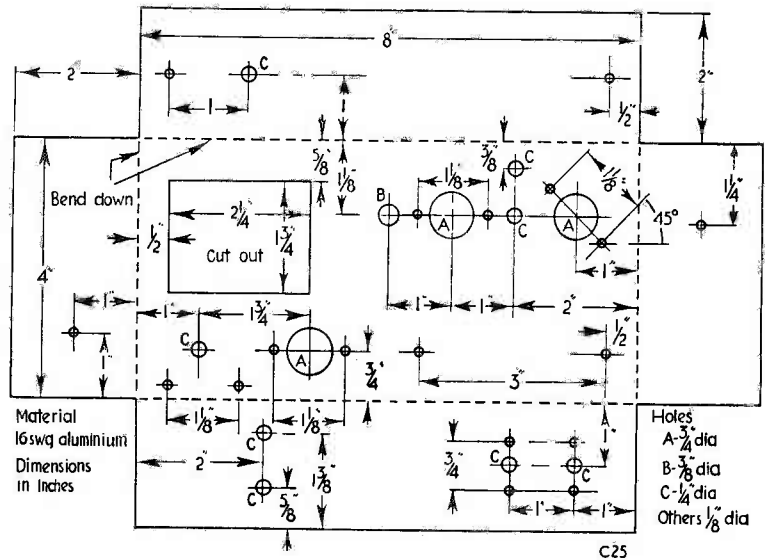 8"
2"
2"
C
1
1"
1/2"
5/8"
1 1/8"
3/8"
C
1 1/8"
1 1/4"
Bend down
2 1/4"
1 3/4"
B
1 1/8"
A
C
A
45°
1/2"
Cut out
4"
1"
1"
1"
2"
1"
1"
1 3/4"
1/2"
C
A
1"
3/4"
3"
1 1/8"
1 1/8"
Material
16swg aluminium
Dimensions
in Inches
C
2"
1 3/8"
C
5/8"
3/4"
C
C
1"
1"
1"
Holes
A-3/4" dia
B-3/8" dia
C-1/4" dia
Others 1/8" dia
C25